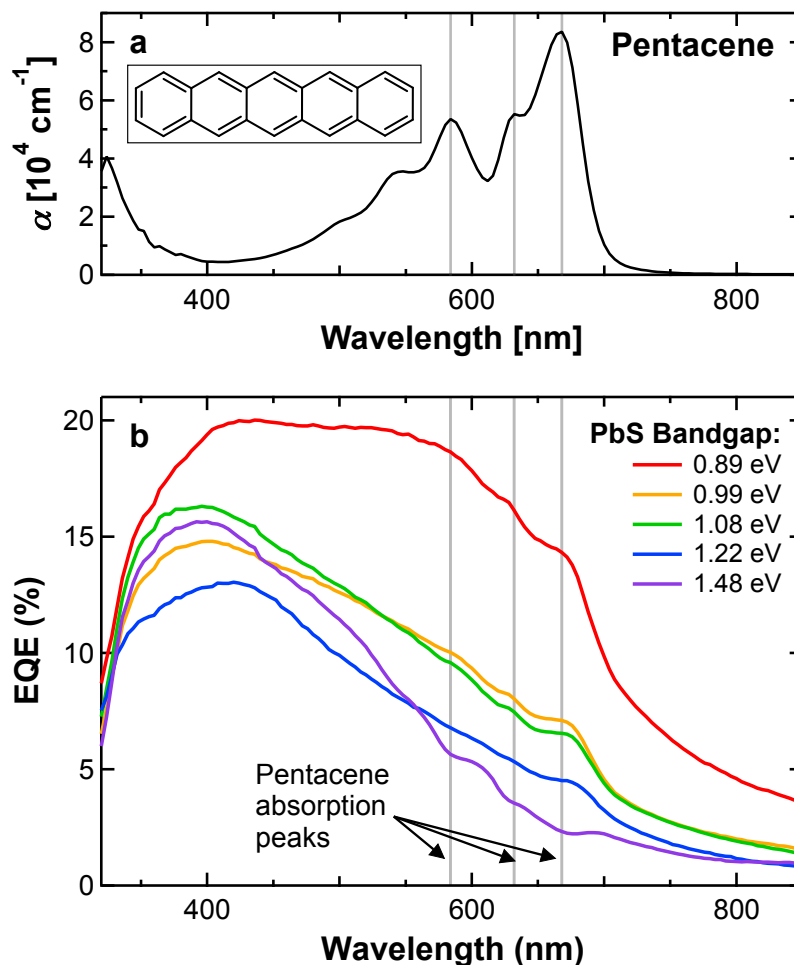 a
Pentacene
8
6
4
2
0
α [10⁴ cm⁻¹]
400
600
800
Wavelength [nm]
b
PbS Bandgap:
0.89 eV
0.99 eV
1.08 eV
1.22 eV
1.48 eV
20
15
10
5
0
EQE (%)
Pentacene
absorption
peaks
400
600
800
Wavelength (nm)